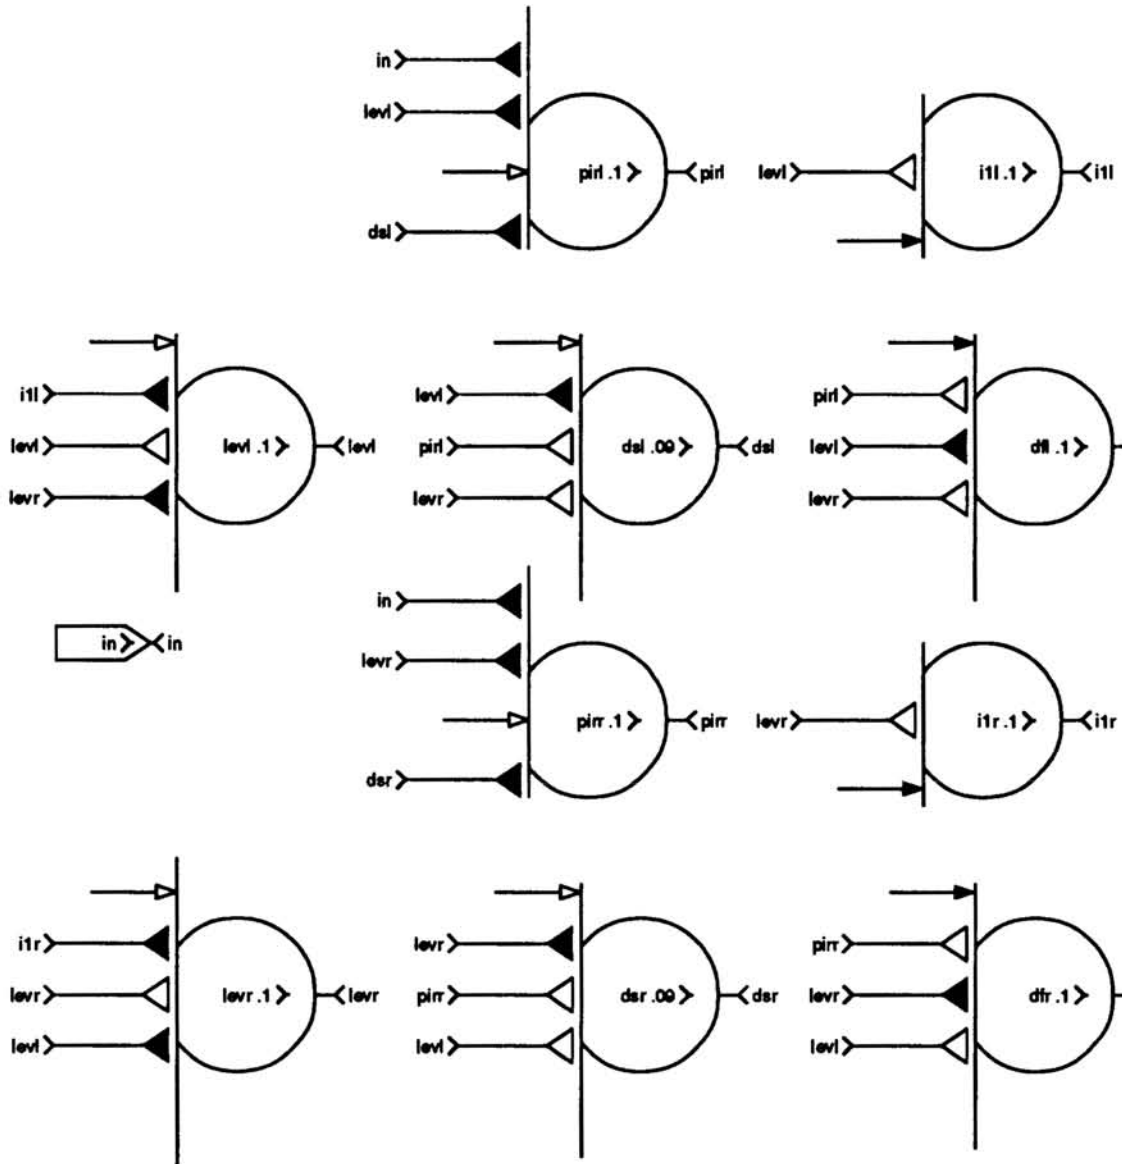 in
levl
pirl .1 pirl
dsl
levl i1l .1 i1l
i1l
levl
levr
levl .1 levl
levl
pirl
levr
dsl .09 dsl
pirl
levl
levr
dfl .1
in in
in
levr
pirr .1 pirr
dsr
levr i1r .1 i1r
i1r
levr
levl
levr .1 levr
levr
pirr
levl
dsr .09 dsr
pirr
levr
levl
dfr .1